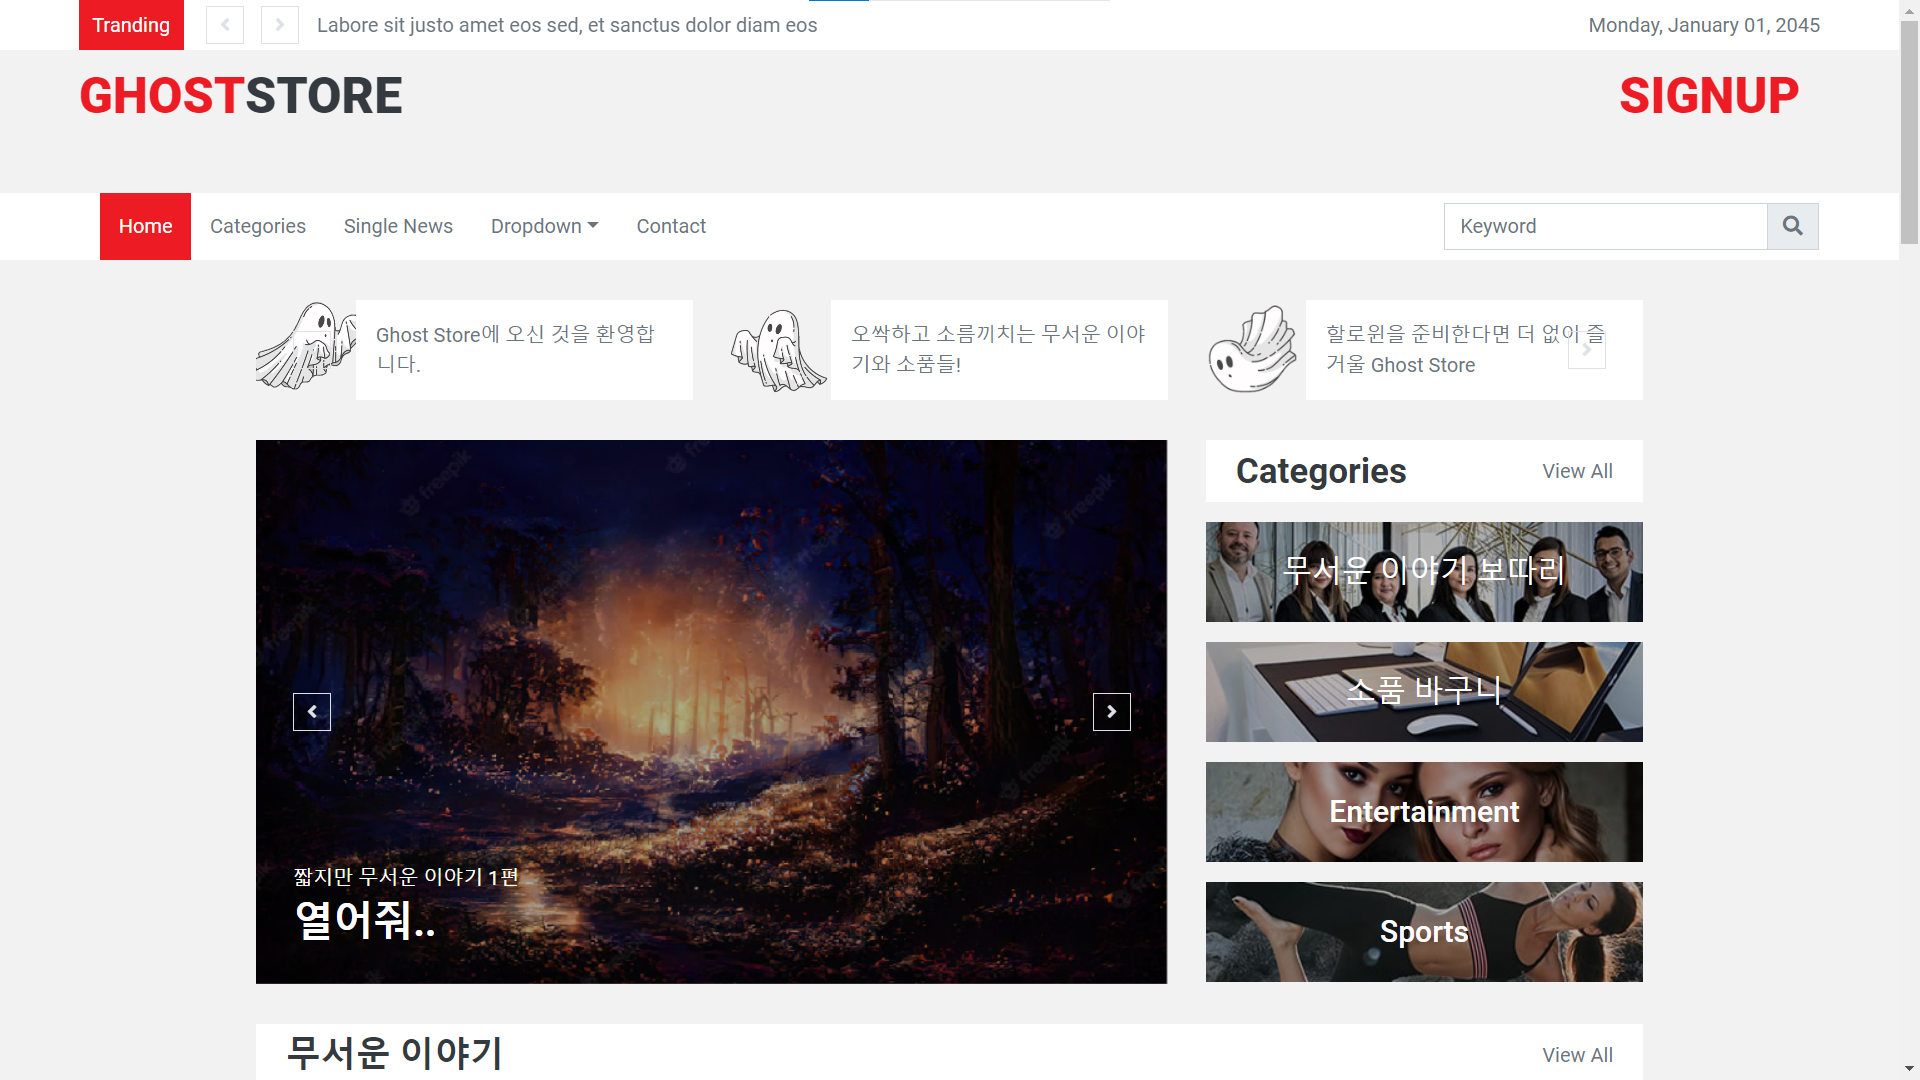 Tranding
Labore sit justo amet eos sed, et sanctus dolor diam eos
Monday, January 01, 2045
GHOSTSTORE
SIGNUP
Home
Categories
Single News
Dropdown
Contact
Keyword
Ghost Store에 오신 것을 환영합
니다.
오싹하고 소름끼치는 무서운 이야
기와 소품들!
할로윈을 준비한다면 더 없이 즐
거울 Ghost Store
freepik
freepik
freepik
짧지만 무서운 이야기 1편
열어줘..
Categories
View All
무서운 이야기 보따리
소품 바구니
Entertainment
Sports
무서운 이야기
View All